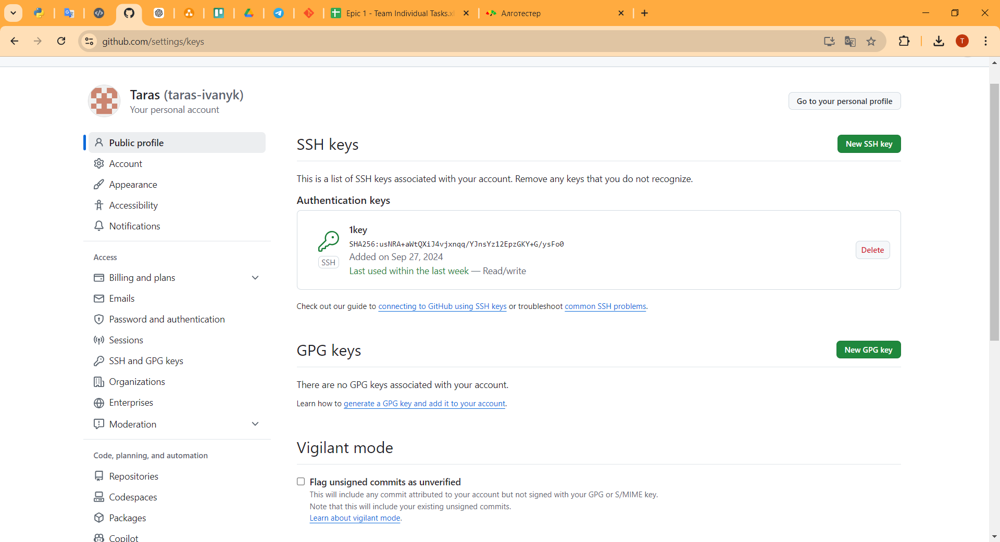 Epic 1 - Team Individual Tasks.xl
Алготестер
github.com/settings/keys
T
Taras (taras-ivanyk)
Your personal account
Go to your personal profile
Public profile
Account
Appearance
Accessibility
Notifications
Access
Billing and plans
Emails
Password and authentication
Sessions
SSH and GPG keys
Organizations
Enterprises
Moderation
Code, planning, and automation
Repositories
Codespaces
Packages
Copilot
SSH keys
New SSH key
This is a list of SSH keys associated with your account. Remove any keys that you do not recognize.
Authentication keys
1key
SHA256:usNRA+aWtQXiJ4vjxnqq/YJnsYz12EpzGKY+G/ysFo0
Added on Sep 27, 2024
Last used within the last week — Read/write
SSH
Delete
Check out our guide to connecting to GitHub using SSH keys or troubleshoot common SSH problems.
GPG keys
New GPG key
There are no GPG keys associated with your account.
Learn how to generate a GPG key and add it to your account.
Vigilant mode
Flag unsigned commits as unverified
This will include any commit attributed to your account but not signed with your GPG or S/MIME key.
Note that this will include your existing unsigned commits.
Learn about vigilant mode.